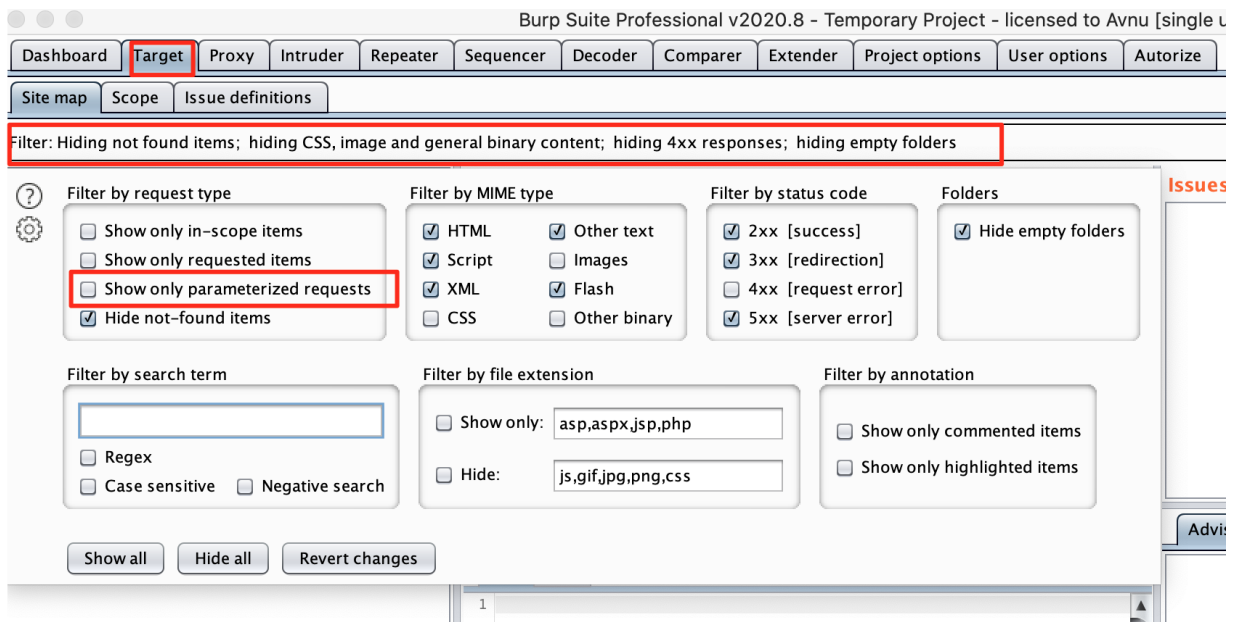 Burp Suite Professional v2020.8 - Temporary Project - licensed to Avnu [single u
Dashboard Target Proxy Intruder Repeater Sequencer Decoder Comparer Extender Project options User options Autorize
Site map Scope Issue definitions
Filter: Hiding not found items; hiding CSS, image and general binary content; hiding 4xx responses; hiding empty folders
Issues
? Filter by request type Filter by MIME type Filter by status code Folders
Show only in-scope items HTML Other text 2xx [success] Hide empty folders
Show only requested items Script Images 3xx [redirection]
Show only parameterized requests XML Flash 4xx [request error]
Hide not-found items CSS Other binary 5xx [server error]
Filter by search term Filter by file extension Filter by annotation
Show only: asp,aspx,jsp,php Show only commented items
Regex Hide: js,gif,jpg,png,css Show only highlighted items
Case sensitive Negative search
Advis
Show all Hide all Revert changes
1